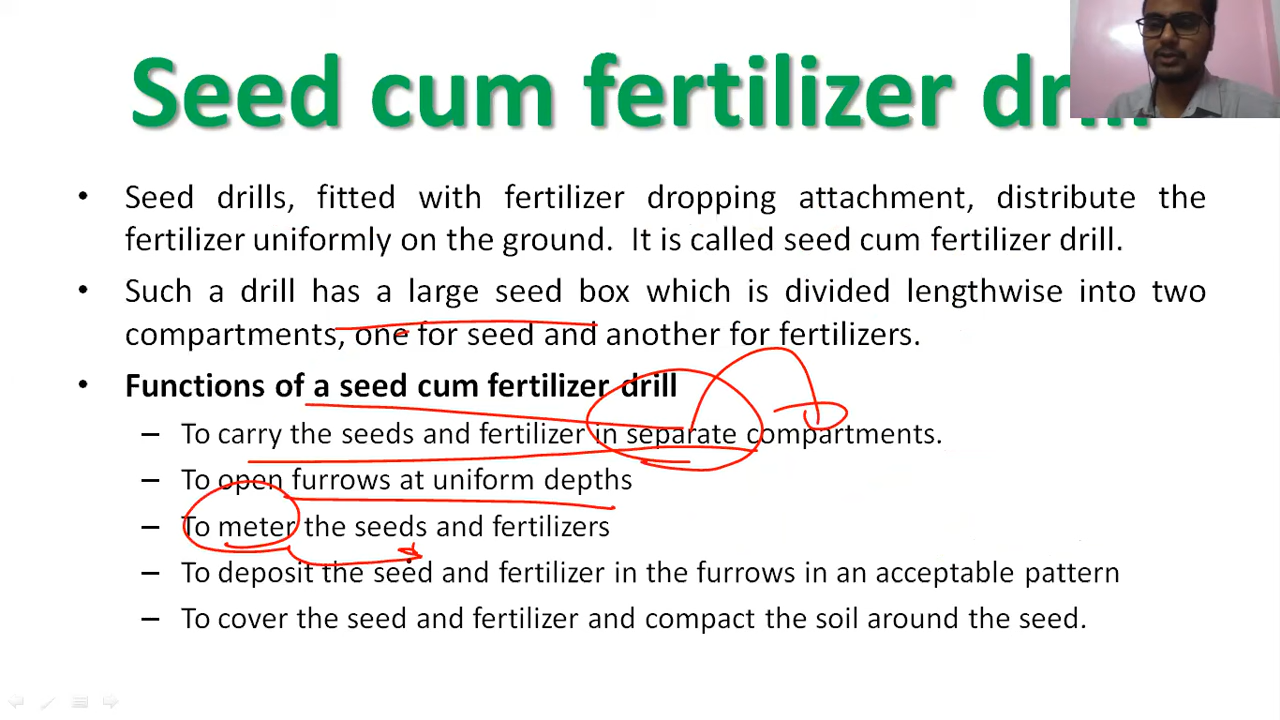 Seed cum fertilizer dr
• Seed drills, fitted with fertilizer dropping attachment, distribute the
fertilizer uniformly on the ground. It is called seed cum fertilizer drill.
• Such a drill has a large seed box which is divided lengthwise into two
compartments, one for seed and another for fertilizers.
• Functions of a seed cum fertilizer drill
– To carry the seeds and fertilizer in separate compartments.
– To open furrows at uniform depths
– To meter the seeds and fertilizers
– To deposit the seed and fertilizer in the furrows in an acceptable pattern
– To cover the seed and fertilizer and compact the soil around the seed.